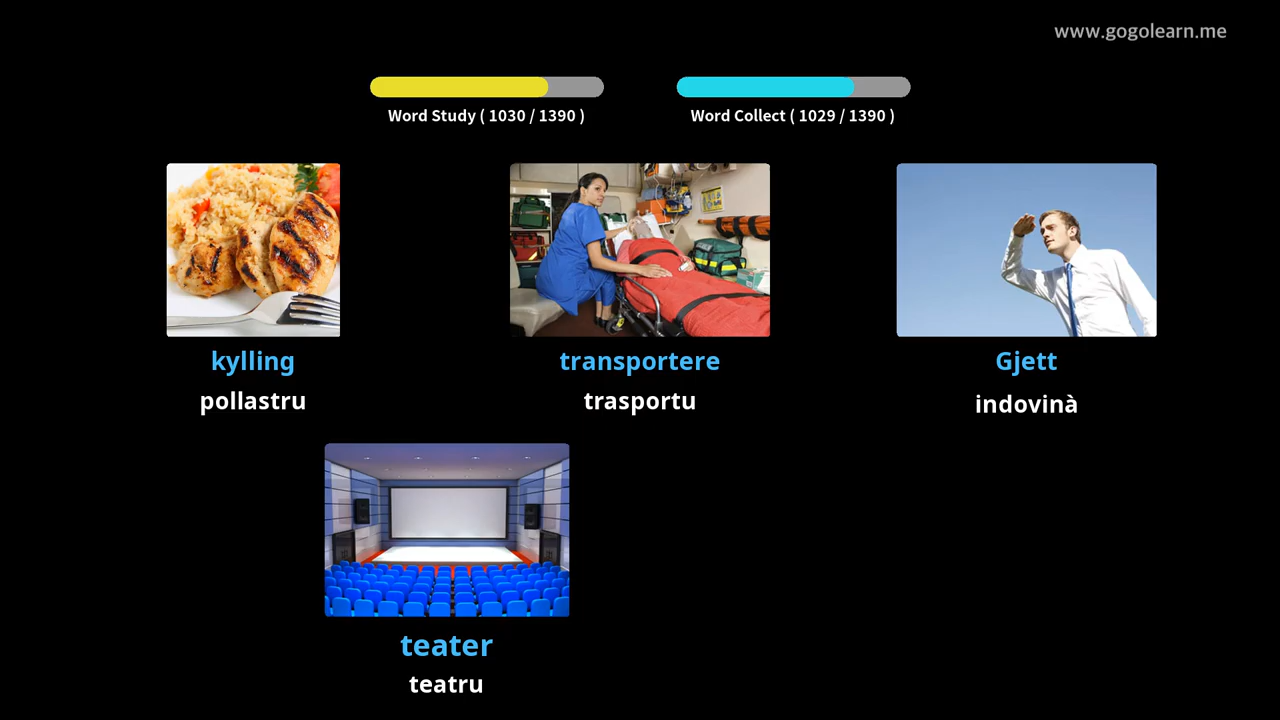 www.gogolearn.me
Word Study ( 1030 / 1390 )
Word Collect ( 1029 / 1390 )
kylling
transportere
Gjett
pollastru
trasportu
indovinà
teater
teatru